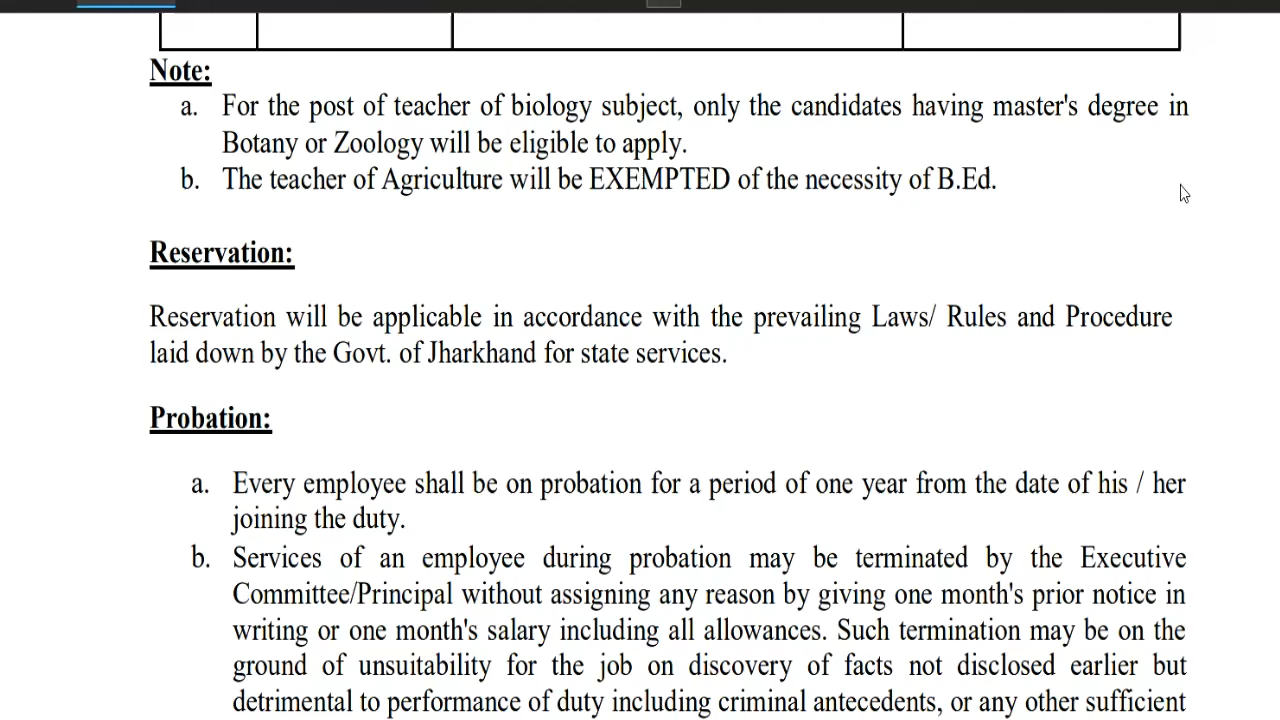 Note:
a. For the post of teacher of biology subject, only the candidates having master's degree in
Botany or Zoology will be eligible to apply.
b. The teacher of Agriculture will be EXEMPTED of the necessity of B.Ed.
Reservation:
Reservation will be applicable in accordance with the prevailing Laws/ Rules and Procedure
laid down by the Govt. of Jharkhand for state services.
Probation:
a. Every employee shall be on probation for a period of one year from the date of his / her
joining the duty.
b. Services of an employee during probation may be terminated by the Executive
Committee/Principal without assigning any reason by giving one month's prior notice in
writing or one month's salary including all allowances. Such termination may be on the
ground of unsuitability for the job on discovery of facts not disclosed earlier but
detrimental to performance of duty including criminal antecedents, or any other sufficient